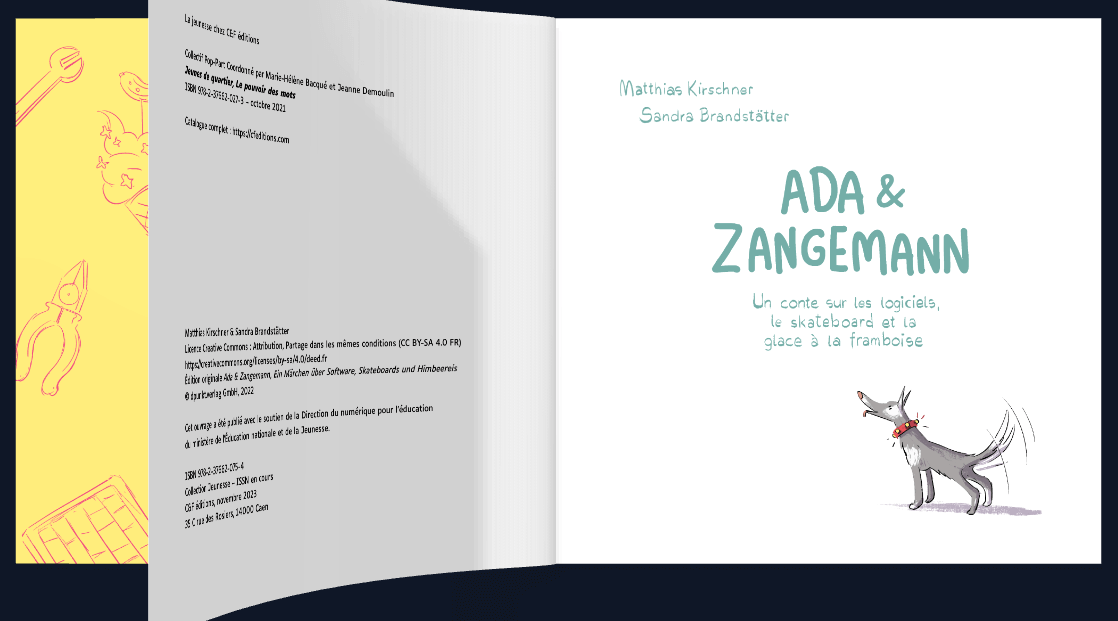 La jeunesse chez C&F éditions
Collectif Pop-Part Coordonné par Marie-Hélène Bacqué et Jeanne Demoulin
Jeunes de quartier, Le pouvoir des mots
ISBN 978-2-37662-027-3 – octobre 2021
Catalogue complet : https://cfeditions.com
Matthias Kirschner & Sandra Brandstätter
Licence Creative Commons : Attribution, Partage dans les mêmes conditions (CC BY-SA 4.0 FR)
https://creativecommons.org/licenses/by-sa/4.0/deed.fr
Édition originale Ada & Zangemann, Ein Märchen über Software, Skateboards und Himbeereis
© dpunkt.verlag GmbH, 2022
Cet ouvrage a été publié avec le soutien de la Direction du numérique pour l'éducation
du ministère de l'Éducation nationale et de la Jeunesse.
ISBN 978-2-37662-075-4
Collection Jeunesse – ISSN en cours
C&F éditions, novembre 2023
35 C rue des Rosiers, 14000 Caen
Matthias Kirschner
Sandra Brandstätter
ADA &
ZANGEMANN
Un conte sur les logiciels,
le skateboard et la
glace à la framboise